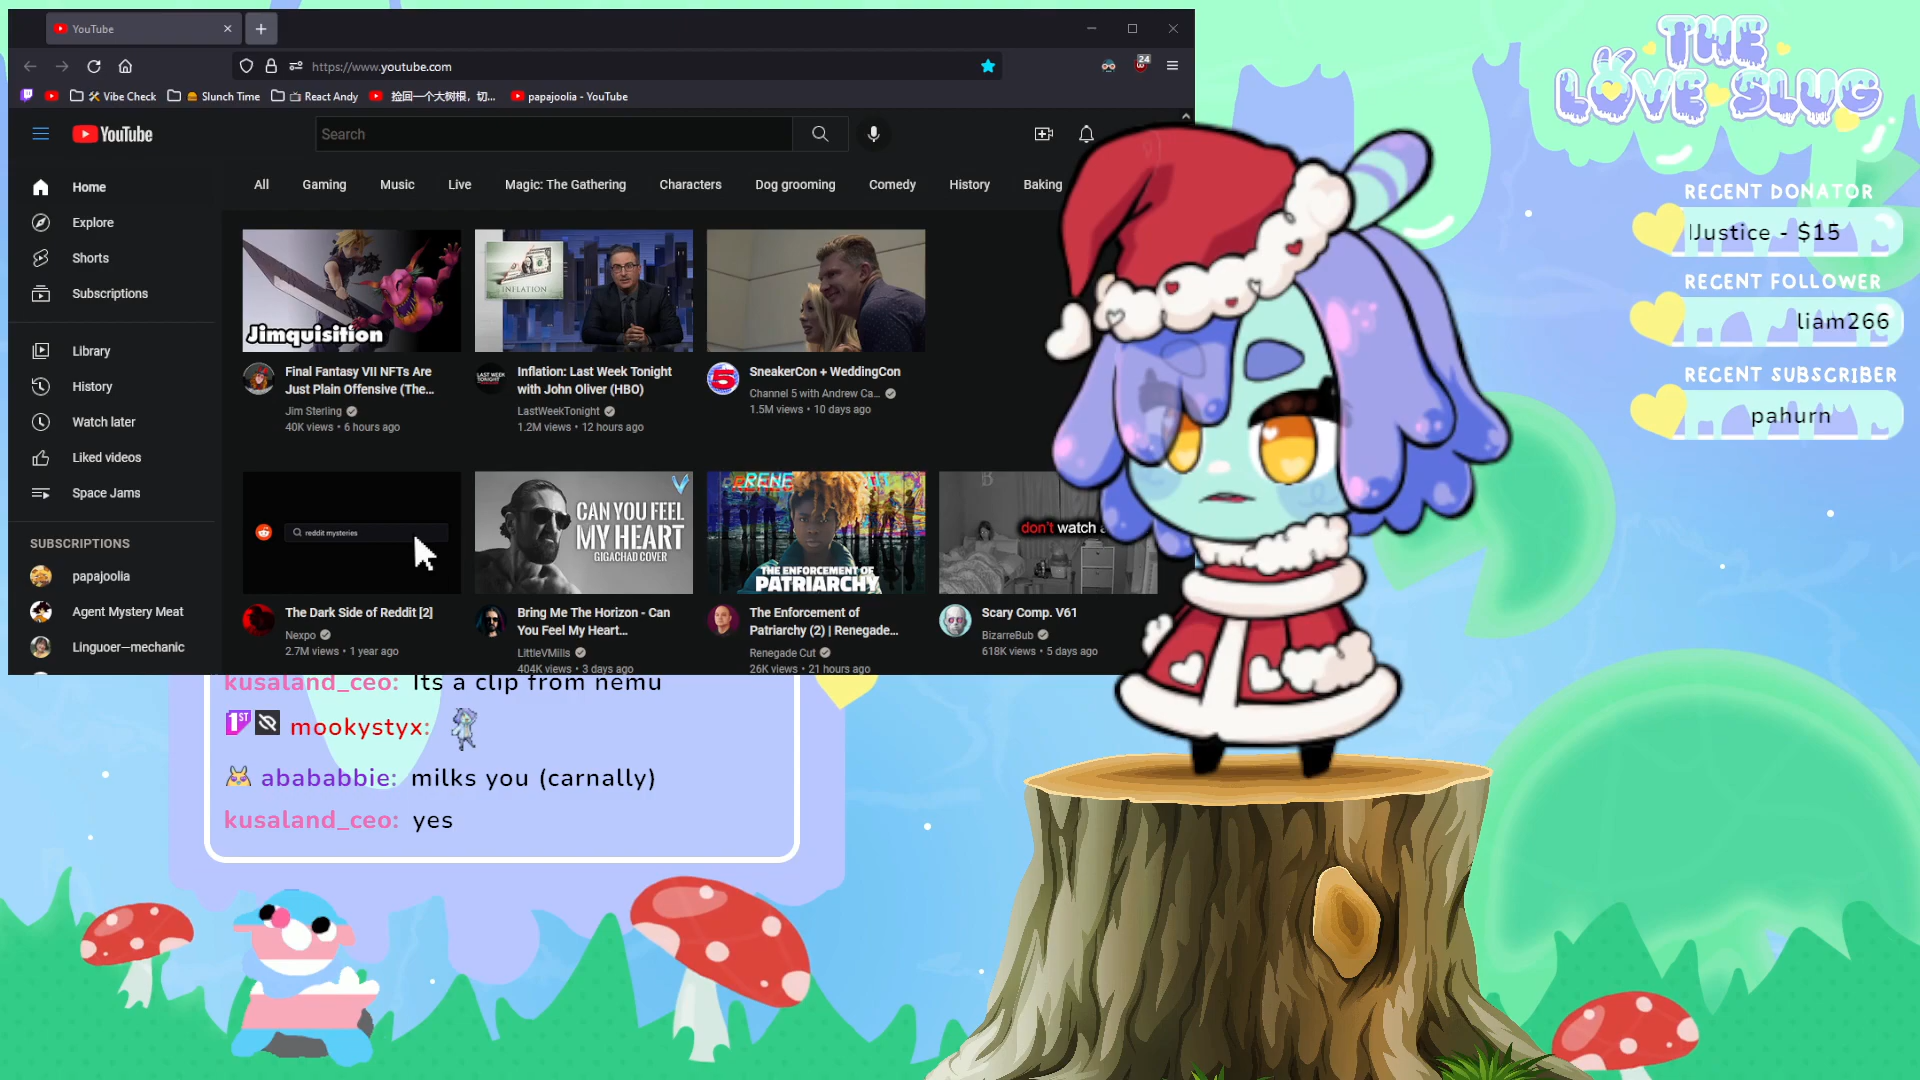 YouTube
https://www.youtube.com
24
Vibe Check
Slunch Time
React Andy
捡回一个大树根，切...
papajoolia - YouTube
YouTube
Search
All
Gaming
Music
Live
Magic: The Gathering
Characters
Dog grooming
Comedy
History
Baking
Home
Explore
Shorts
Subscriptions
Library
History
Watch later
Liked videos
Space Jams
SUBSCRIPTIONS
papajoolia
Agent Mystery Meat
Linguoer—mechanic
Jimquisition
Final Fantasy VII NFTs Are
Just Plain Offensive (The...
Jim Sterling
40K views • 6 hours ago
INFLATION
LAST WEEK
TONIGHT
Inflation: Last Week Tonight
with John Oliver (HBO)
LastWeekTonight
1.2M views • 12 hours ago
5
SneakerCon + WeddingCon
Channel 5 with Andrew Ca...
1.5M views • 10 days ago
reddit mysteries
The Dark Side of Reddit [2]
Nexpo
2.7M views • 1 year ago
CAN YOU FEEL
MY HEART
GIGACHAD COVER
Bring Me The Horizon - Can
You Feel My Heart...
LittleVMills
404K views • 3 days ago
RENE
THE ENFORCEMENT OF
PATRIARCHY
The Enforcement of
Patriarchy (2) | Renegade...
Renegade Cut
26K views • 21 hours ago
B
don't watch
Scary Comp. V61
BizarreBub
618K views • 5 days ago
THE
LOVE SLUG
RECENT DONATOR
Justice - $15
RECENT FOLLOWER
liam266
RECENT SUBSCRIBER
pahurn
kusaland_ceo: Its a clip from nemu
1ST mookystyx:
abababbie: milks you (carnally)
kusaland_ceo: yes